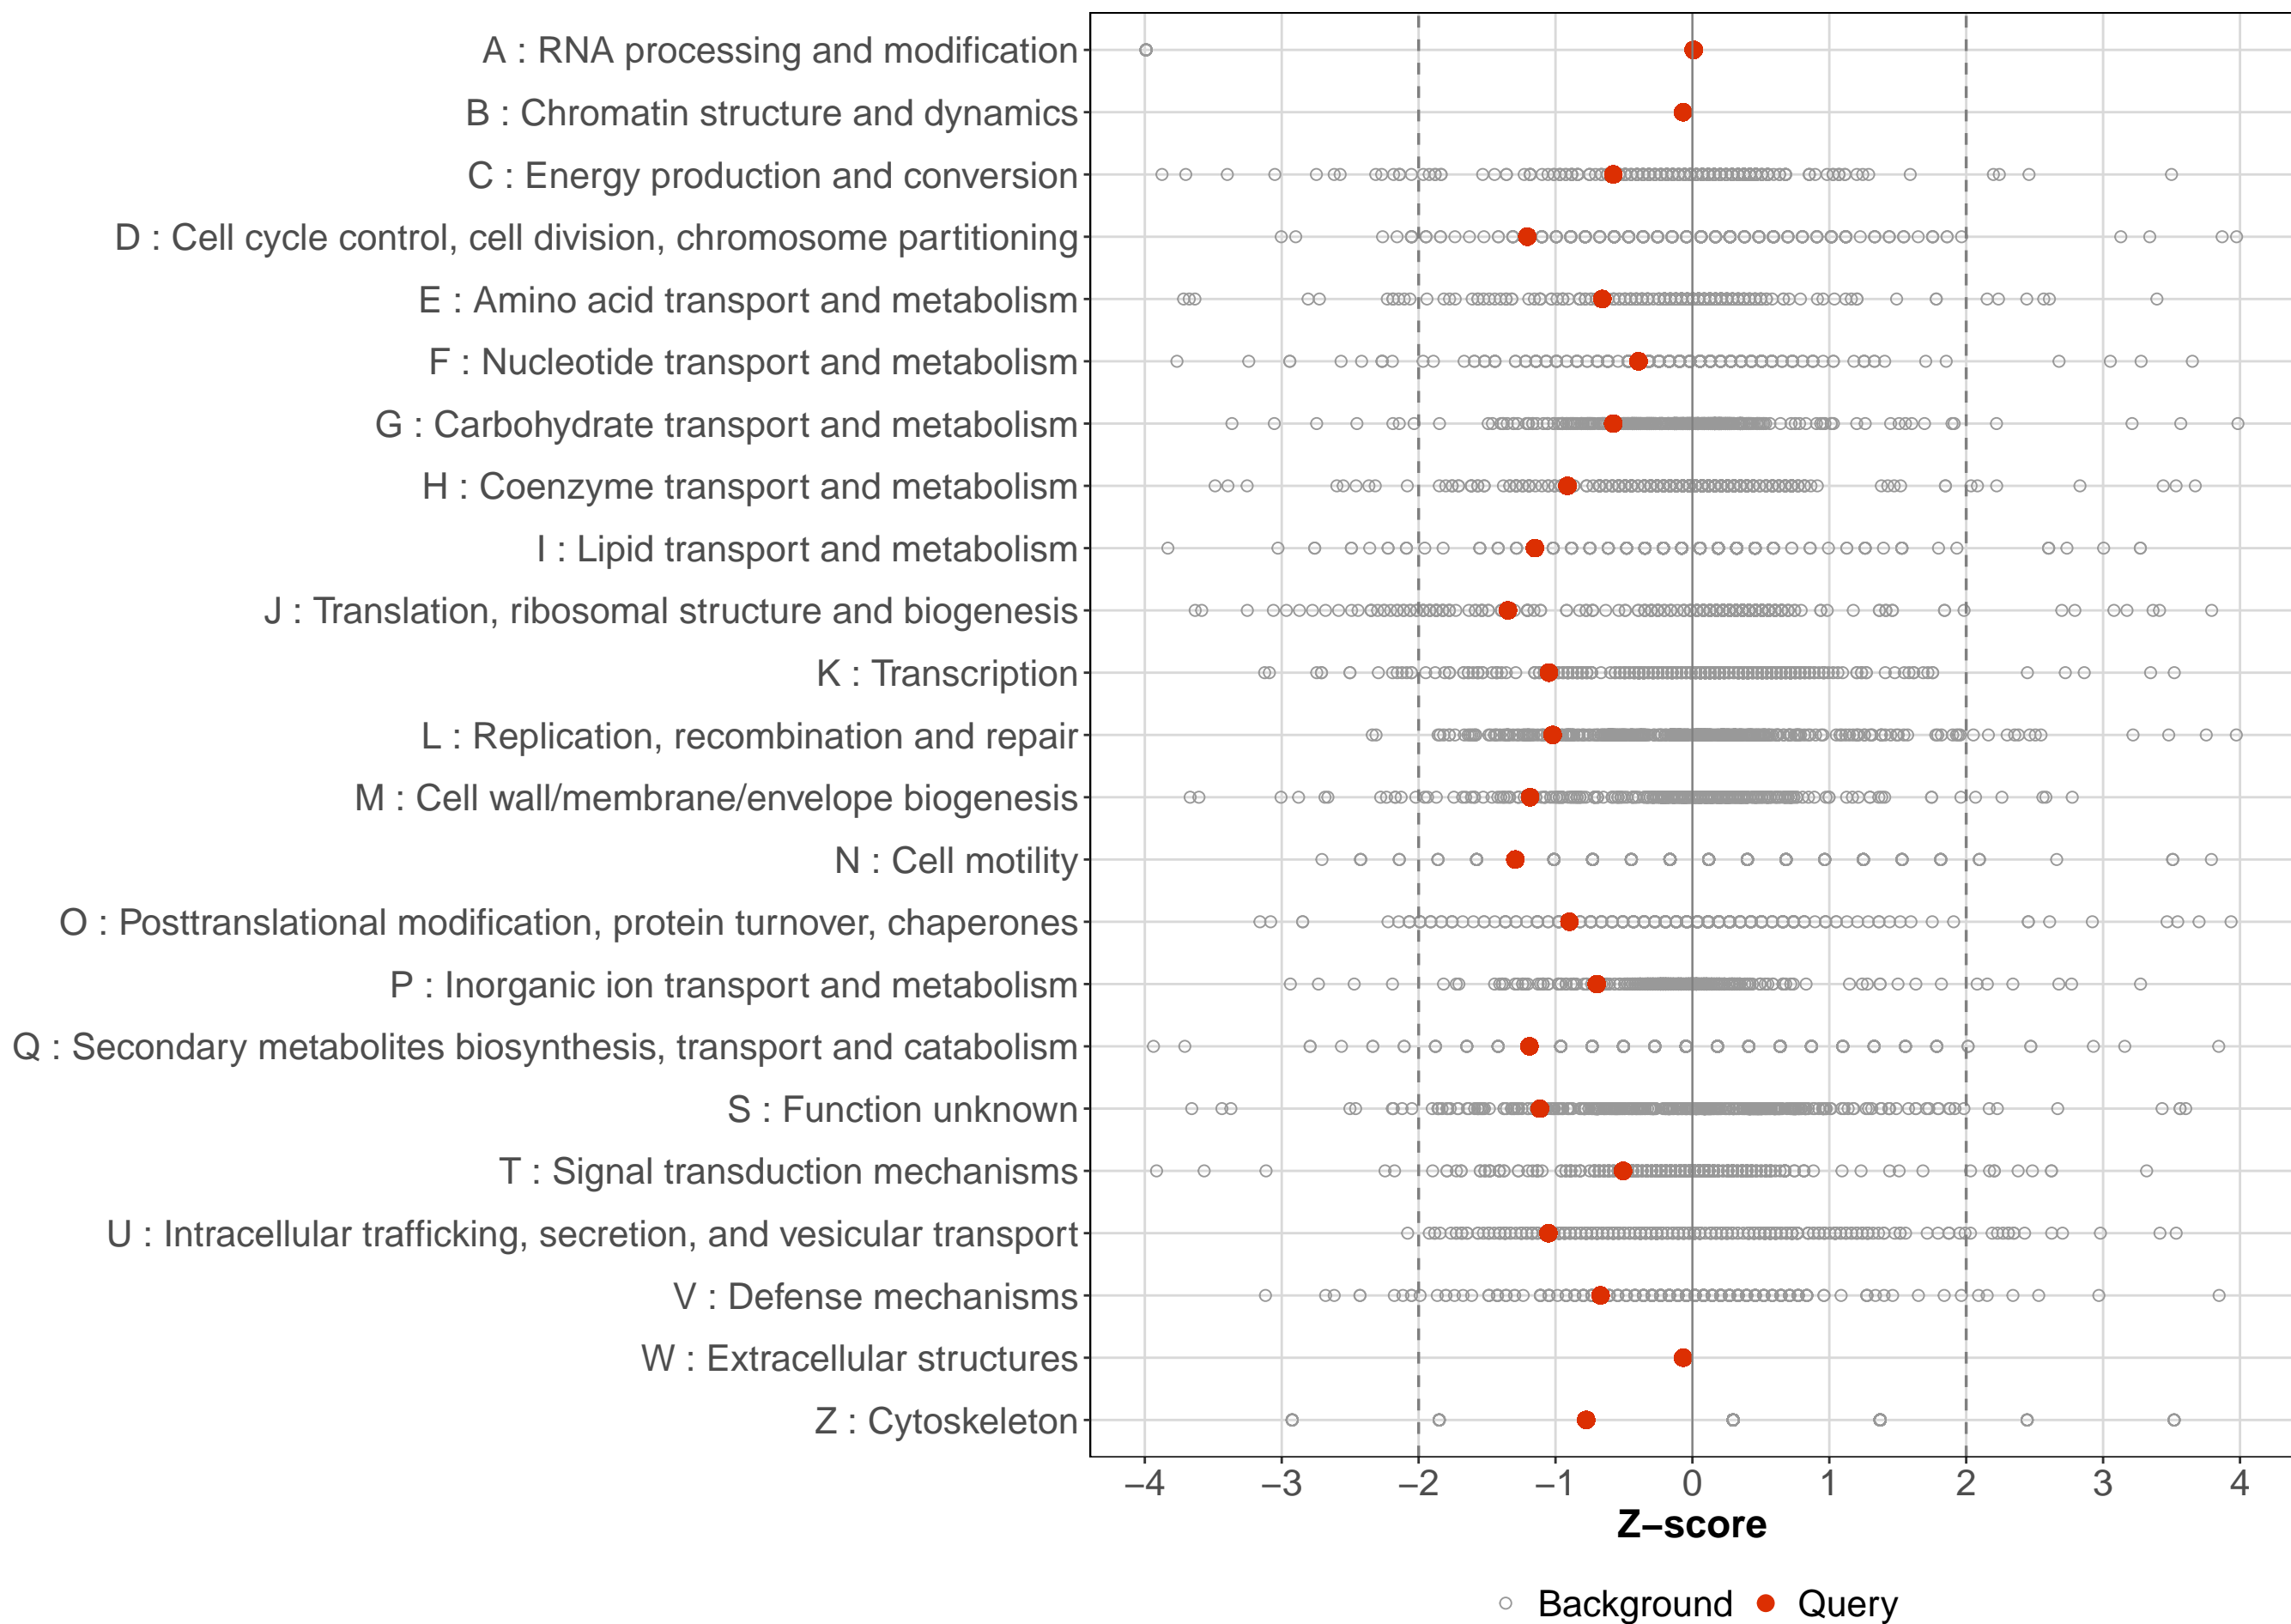 A : RNA processing and modification
B : Chromatin structure and dynamics
C : Energy production and conversion
D : Cell cycle control, cell division, chromosome partitioning
E : Amino acid transport and metabolism
F : Nucleotide transport and metabolism
G : Carbohydrate transport and metabolism
H : Coenzyme transport and metabolism
I : Lipid transport and metabolism
J : Translation, ribosomal structure and biogenesis
K : Transcription
L : Replication, recombination and repair
M : Cell wall/membrane/envelope biogenesis
N : Cell motility
O : Posttranslational modification, protein turnover, chaperones
P : Inorganic ion transport and metabolism
Q : Secondary metabolites biosynthesis, transport and catabolism
S : Function unknown
T : Signal transduction mechanisms
U : Intracellular trafficking, secretion, and vesicular transport
V : Defense mechanisms
W : Extracellular structures
Z : Cytoskeleton
−4 −3 −2 −1 0 1 2 3 4
Z−score
Background Query